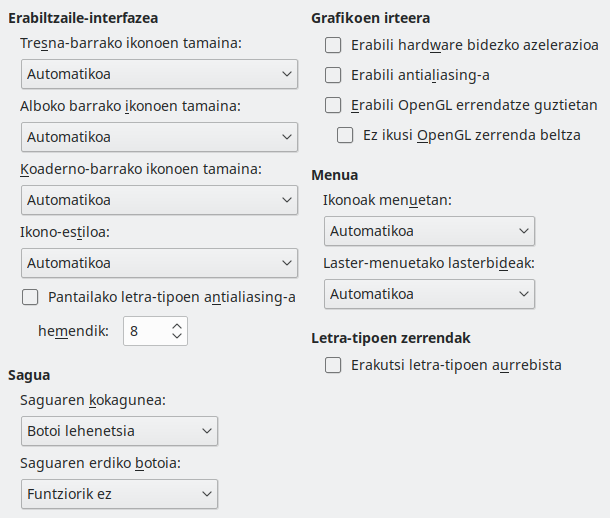 Erabiltzaile-interfazea
Tresna-barrako ikonoen tamaina:
Automatikoa
Alboko barrako ikonoen tamaina:
Automatikoa
Koaderno-barrako ikonoen tamaina:
Automatikoa
Ikono-estiloa:
Automatikoa
Pantailako letra-tipoen antialiasing-a
hemendik: 8
Sagua
Saguaren kokagunea:
Botoi lehenetsia
Saguaren erdiko botoia:
Funtziorik ez
Grafikoen irteera
Erabili hardware bidezko azelerazioa
Erabili antialiasing-a
Erabili OpenGL errendatze guztietan
Ez ikusi OpenGL zerrenda beltza
Menua
Ikonoak menuetan:
Automatikoa
Laster-menuetako lasterbideak:
Automatikoa
Letra-tipoen zerrendak
Erakutsi letra-tipoen aurrebista